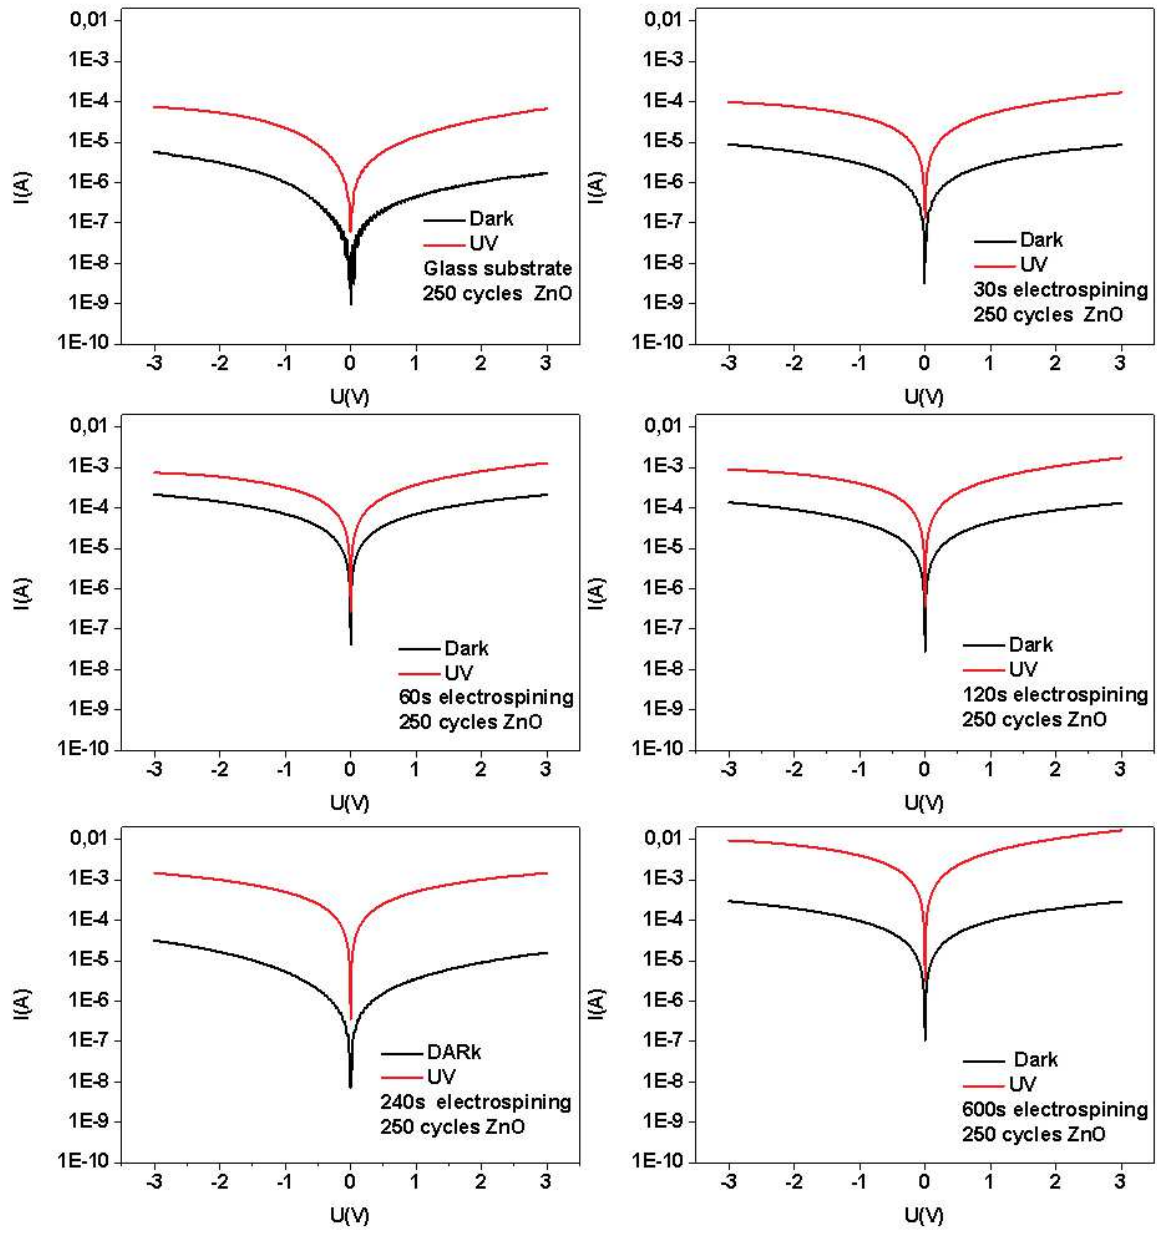 0,01
1E-3
1E-4
1E-5
1E-6
1E-7
1E-8
1E-9
1E-10
I(A)
Dark
UV
Glass substrate
250 cycles ZnO
-3 -2 -1 0 1 2 3
U(V)
0,01
1E-3
1E-4
1E-5
1E-6
1E-7
1E-8
1E-9
1E-10
I(A)
Dark
UV
30s electrospining
250 cycles ZnO
-3 -2 -1 0 1 2 3
U(V)
0,01
1E-3
1E-4
1E-5
1E-6
1E-7
1E-8
1E-9
1E-10
I(A)
Dark
UV
60s electrospining
250 cycles ZnO
-3 -2 -1 0 1 2 3
U(V)
0,01
1E-3
1E-4
1E-5
1E-6
1E-7
1E-8
1E-9
1E-10
I(A)
Dark
UV
120s electrospining
250 cycles ZnO
-3 -2 -1 0 1 2 3
U(V)
0,01
1E-3
1E-4
1E-5
1E-6
1E-7
1E-8
1E-9
1E-10
I(A)
DARk
UV
240s electrospining
250 cycles ZnO
-3 -2 -1 0 1 2 3
U(V)
0,01
1E-3
1E-4
1E-5
1E-6
1E-7
1E-8
1E-9
1E-10
I(A)
Dark
UV
600s electrospining
250 cycles ZnO
-3 -2 -1 0 1 2 3
U(V)